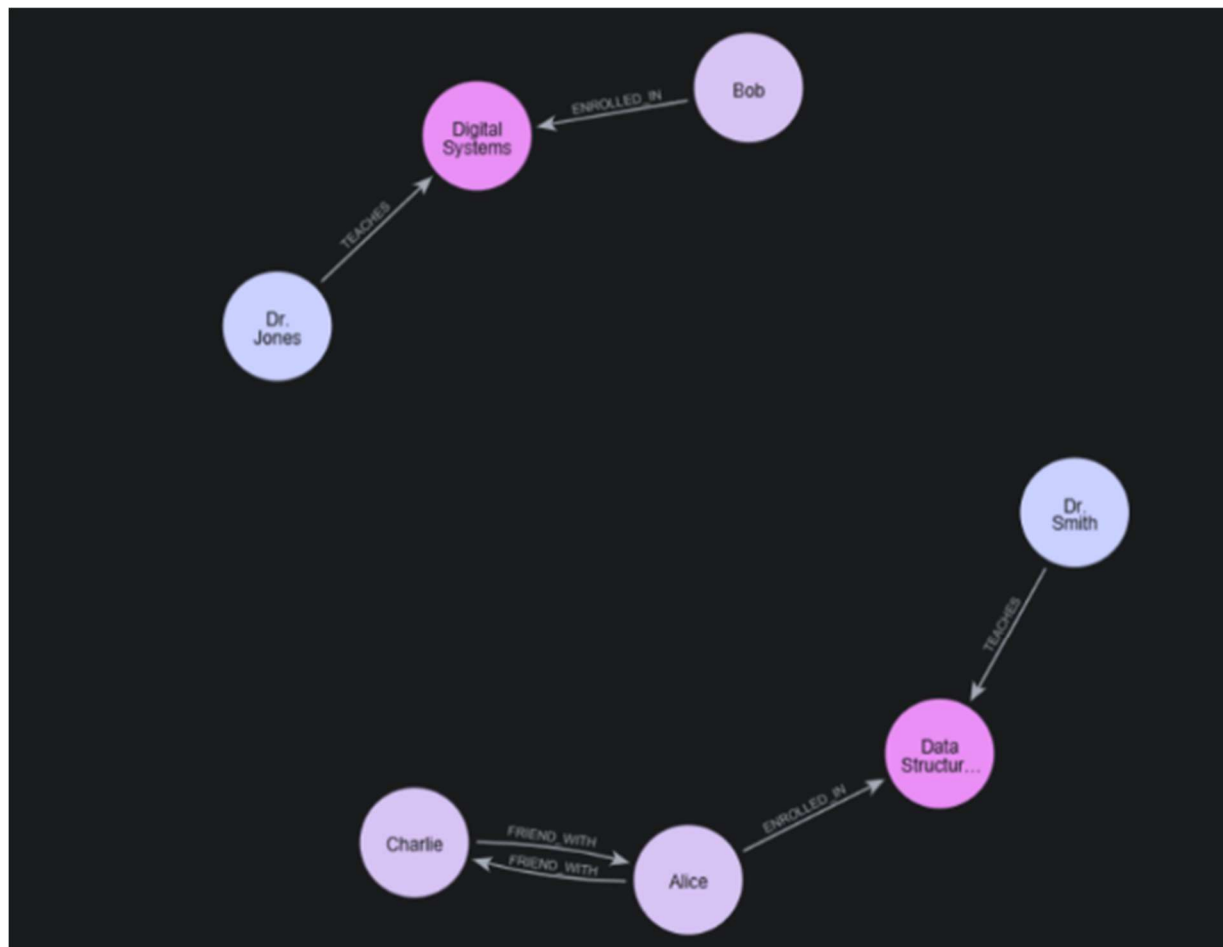 Bob
ENROLLED_IN
Digital
Systems
TEACHES
Dr.
Jones
Dr.
Smith
TEACHES
Data
Structur...
ENROLLED_IN
Charlie
FRIEND_WITH
FRIEND_WITH
Alice